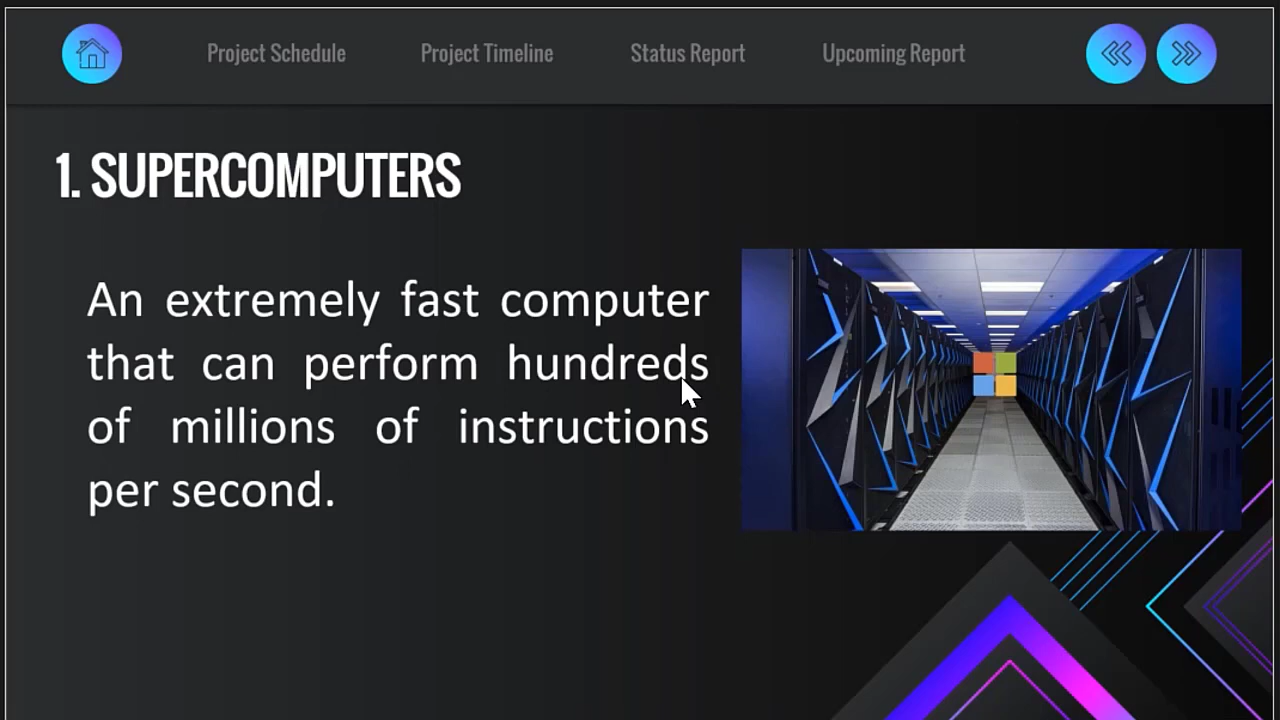 Project Schedule
Project Timeline
Status Report
Upcoming Report
1. SUPERCOMPUTERS
An extremely fast computer
that can perform hundreds
of millions of instructions
per second.